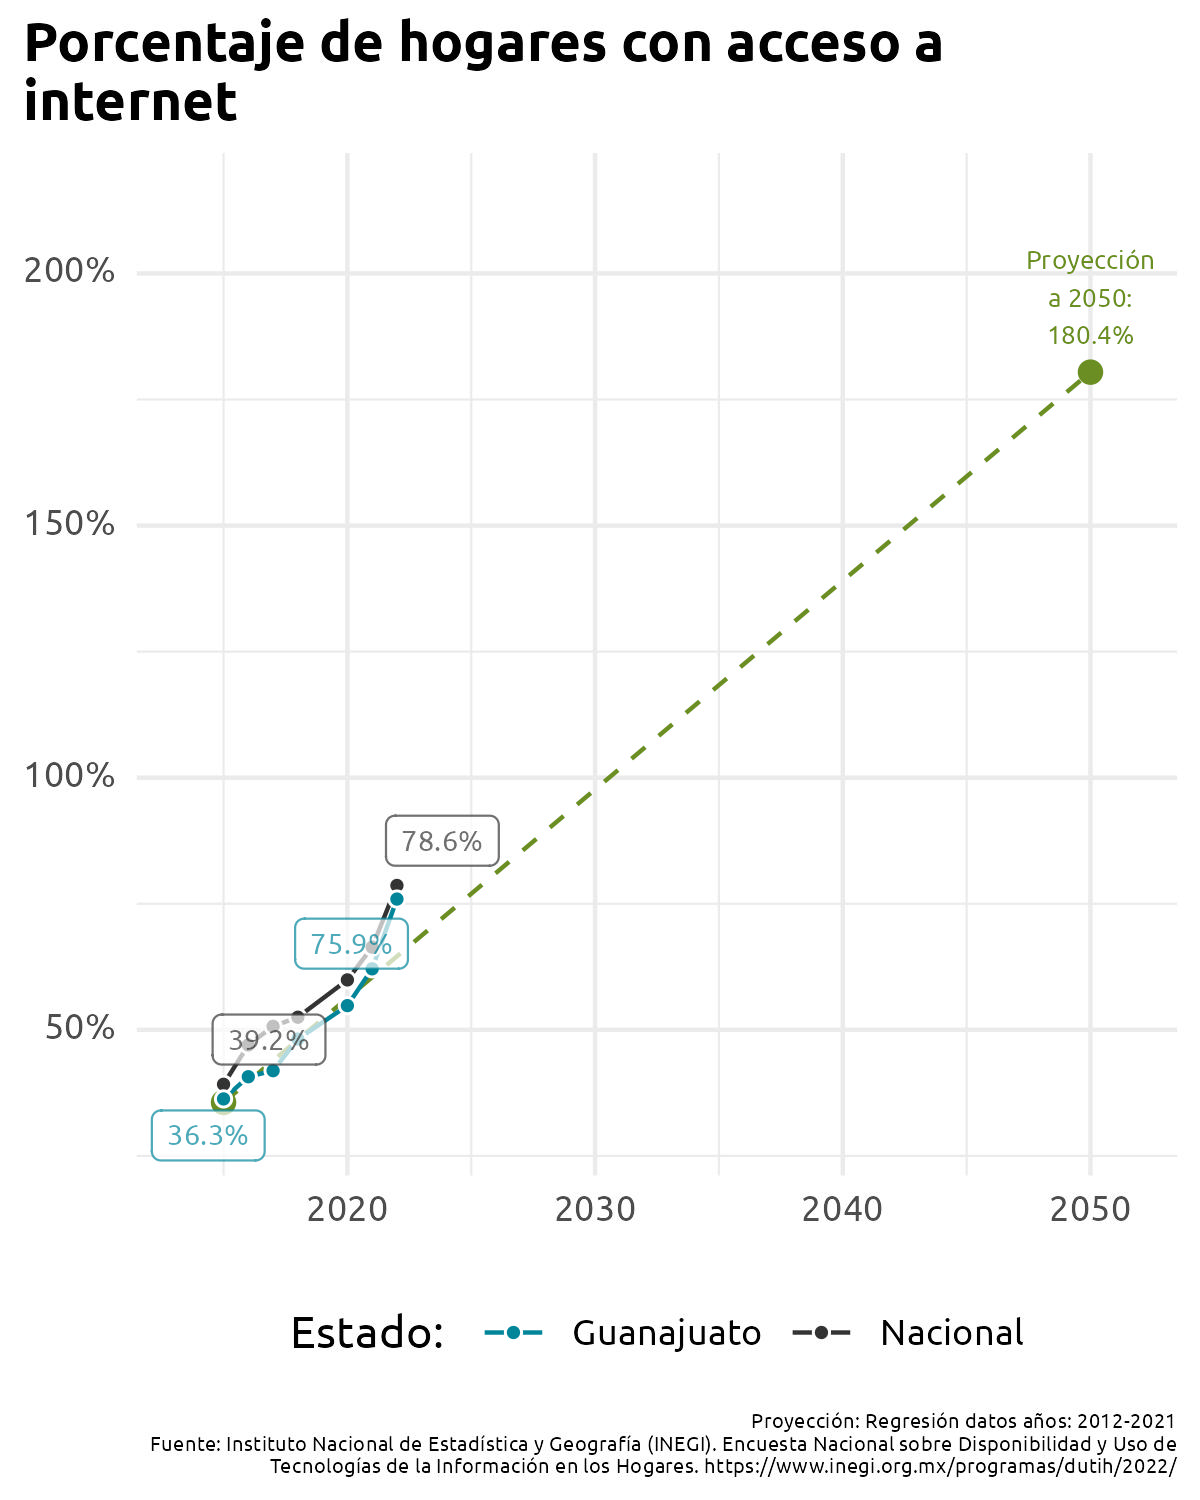 Porcentaje de hogares con acceso a
internet
200%
150%
100%
50%
Proyección
a 2050:
180.4%
78.6%
75.9%
39.2%
36.3%
2020
2030
2040
2050
Estado:
Guanajuato
Nacional
Proyección: Regresión datos años: 2012-2021
Fuente: Instituto Nacional de Estadística y Geografía (INEGI). Encuesta Nacional sobre Disponibilidad y Uso de
Tecnologías de la Información en los Hogares. https://www.inegi.org.mx/programas/dutih/2022/